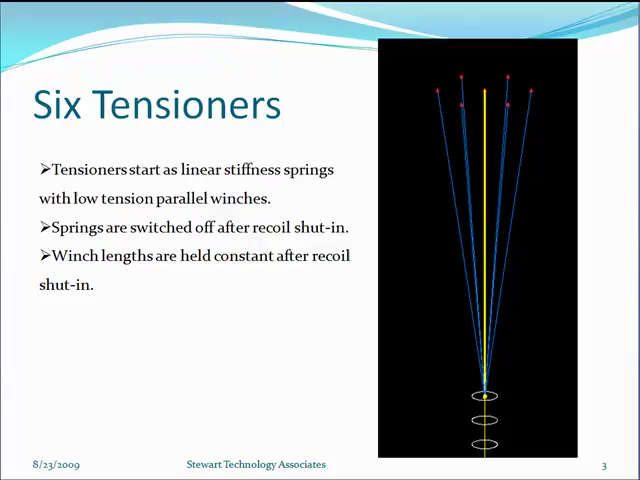 Six Tensioners
➢Tensioners start as linear stiffness springs
with low tension parallel winches.
➢Springs are switched off after recoil shut-in.
➢Winch lengths are held constant after recoil
shut-in.
8/23/2009 Stewart Technology Associates 3